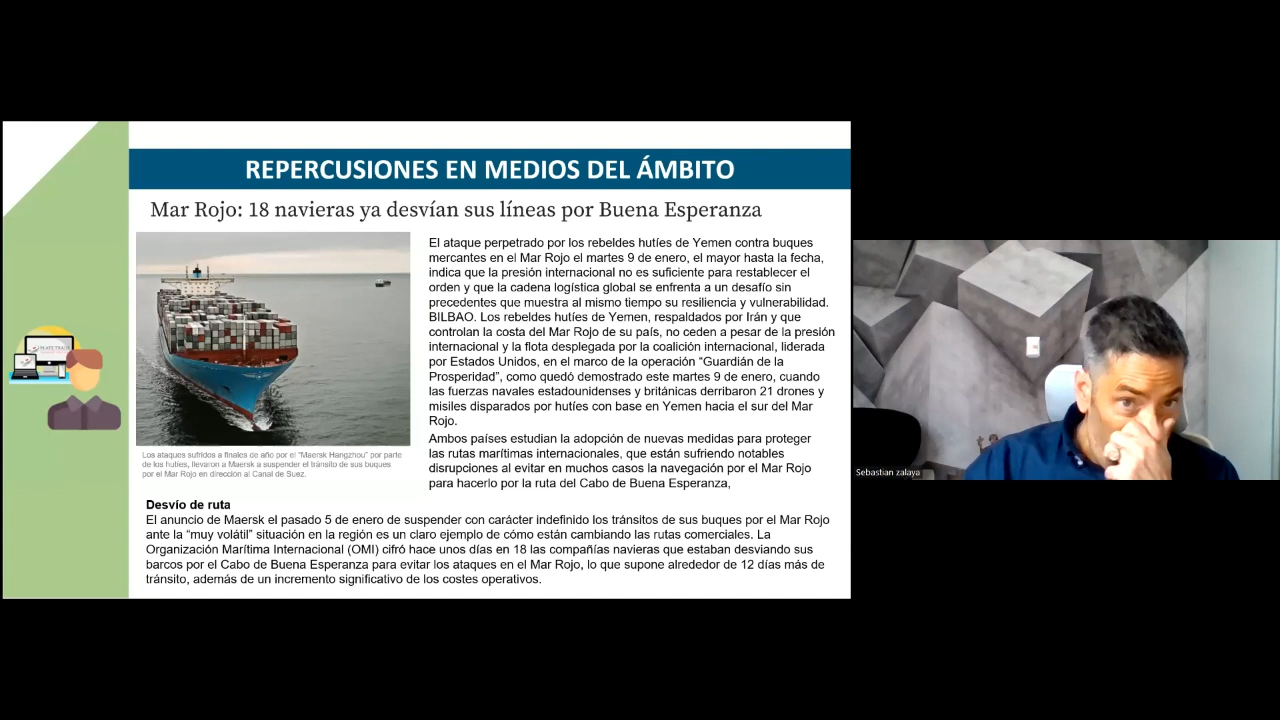 REPERCUSIONES EN MEDIOS DEL ÁMBITO
Mar Rojo: 18 navieras ya desvían sus líneas por Buena Esperanza
El ataque perpetrado por los rebeldes hutíes de Yemen contra buques
mercantes en el Mar Rojo el martes 9 de enero, el mayor hasta la fecha,
indica que la presión internacional no es suficiente para restablecer el
orden y que la cadena logística global se enfrenta a un desafío sin
precedentes que muestra al mismo tiempo su resiliencia y vulnerabilidad.
BILBAO. Los rebeldes hutíes de Yemen, respaldados por Irán y que
controlan la costa del Mar Rojo de su país, no ceden a pesar de la presión
internacional y la flota desplegada por la coalición internacional, liderada
por Estados Unidos, en el marco de la operación “Guardián de la
Prosperidad”, como quedó demostrado este martes 9 de enero, cuando
las fuerzas navales estadounidenses y británicas derribaron 21 drones y
misiles disparados por hutíes con base en Yemen hacia el sur del Mar
Rojo.
Ambos países estudian la adopción de nuevas medidas para proteger
las rutas marítimas internacionales, que están sufriendo notables
disrupciones al evitar en muchos casos la navegación por el Mar Rojo
para hacerlo por la ruta del Cabo de Buena Esperanza,
Los ataques sufridos a finales de año por el “Maersk Hangzhou” por parte
de los hutíes, llevaron a Maersk a suspender el tránsito de sus buques
por el Mar Rojo en dirección al Canal de Suez.
Desvío de ruta
El anuncio de Maersk el pasado 5 de enero de suspender con carácter indefinido los tránsitos de sus buques por el Mar Rojo
ante la “muy volátil” situación en la región es un claro ejemplo de cómo están cambiando las rutas comerciales. La
Organización Marítima Internacional (OMI) cifró hace unos días en 18 las compañías navieras que estaban desviando sus
barcos por el Cabo de Buena Esperanza para evitar los ataques en el Mar Rojo, lo que supone alrededor de 12 días más de
tránsito, además de un incremento significativo de los costes operativos.
Sebastian zalaya